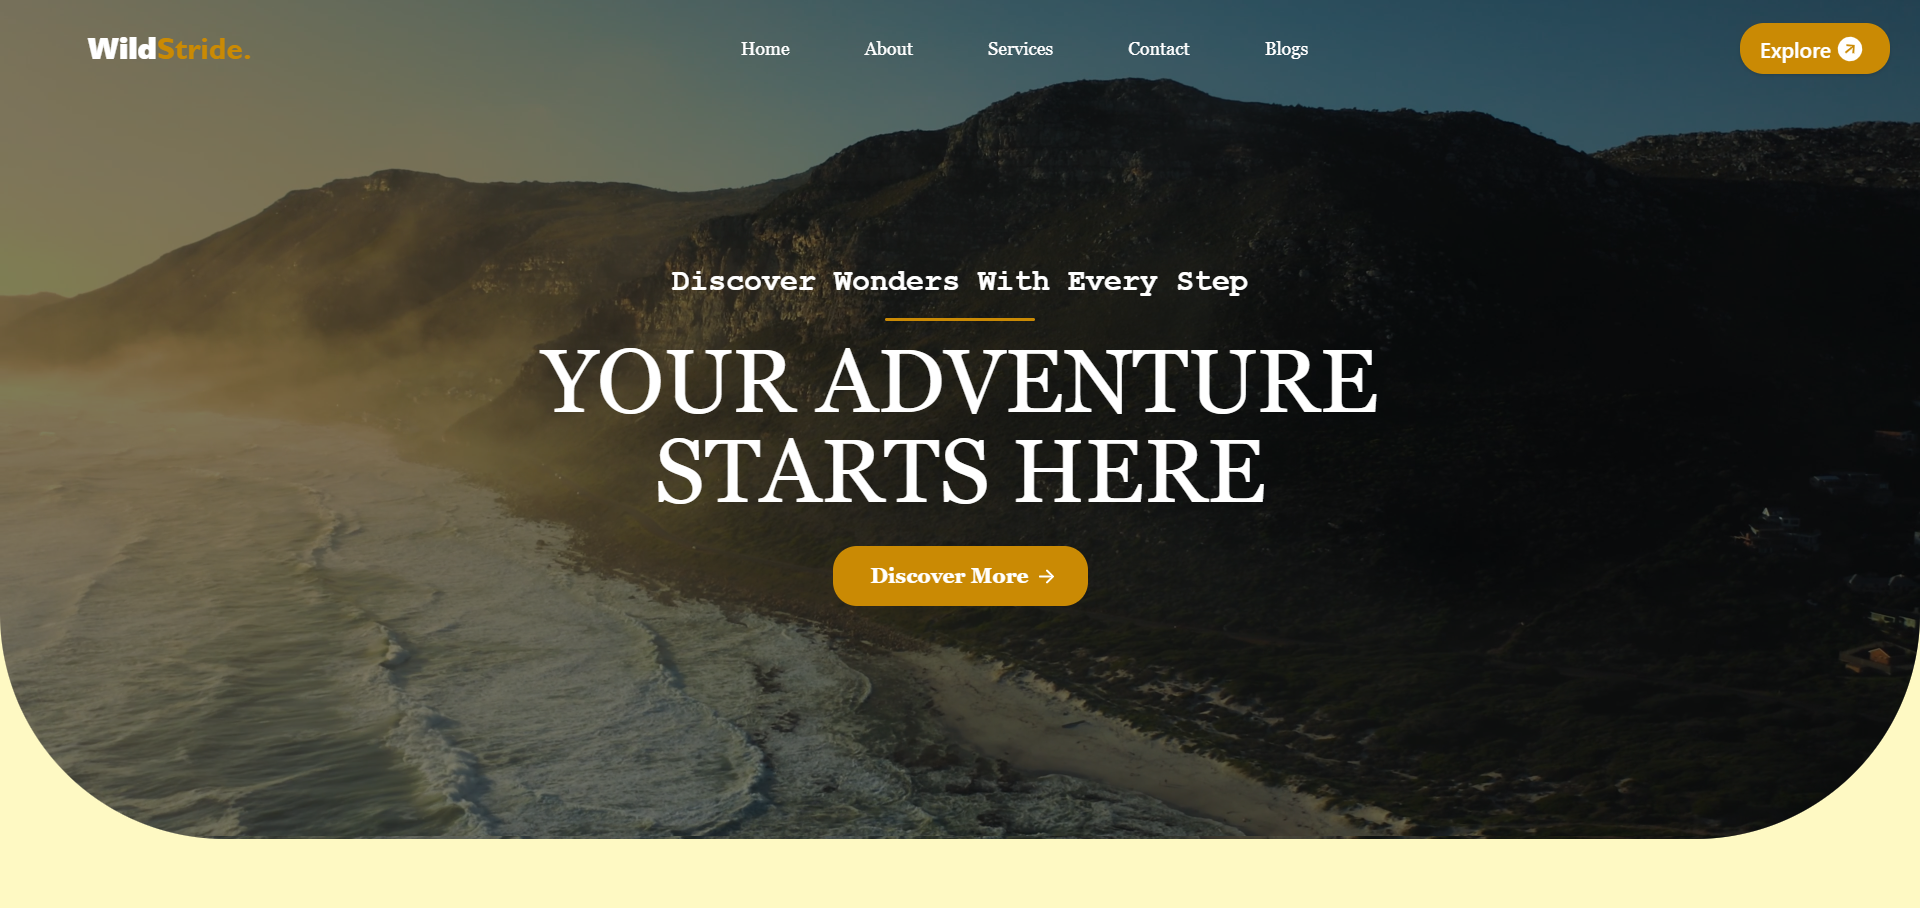 WildStride.
Home
About
Services
Contact
Blogs
Explore
Discover Wonders With Every Step
YOUR ADVENTURE
STARTS HERE
Discover More